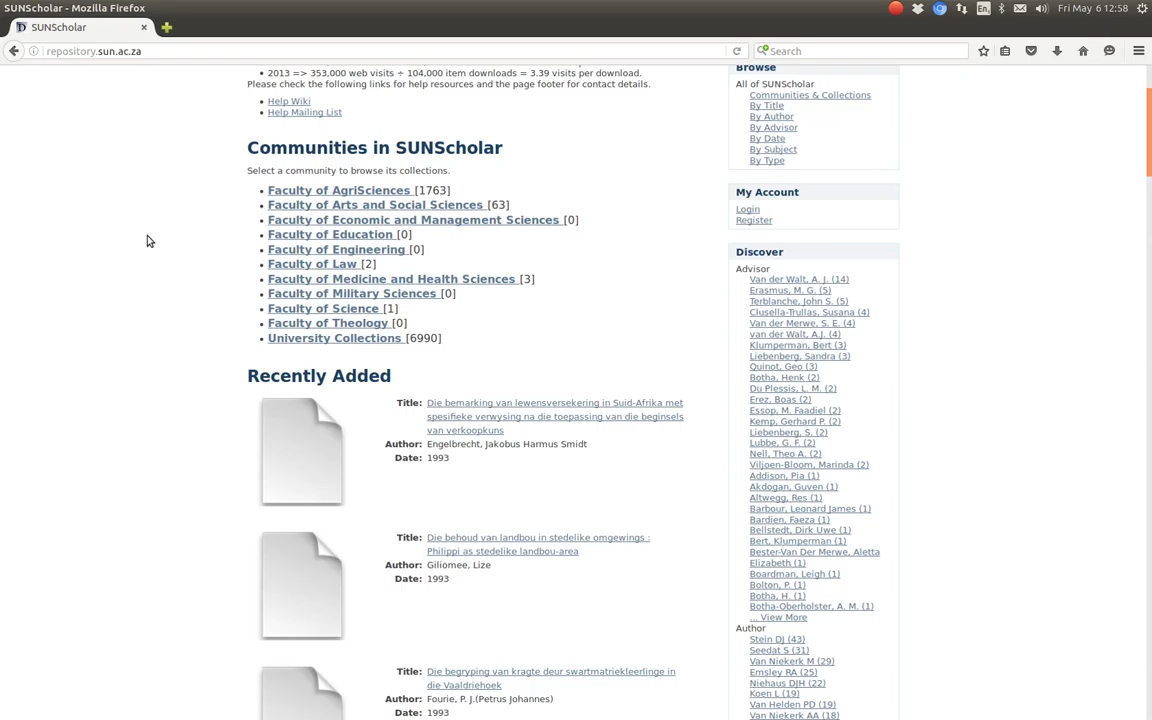 SUNScholar - Mozilla Firefox
En
Fri May 6 12:58
SUNScholar
repository.sun.ac.za
Search
• 2013 => 353,000 web visits ÷ 104,000 item downloads = 3.39 visits per download.
Please check the following links for help resources and the page footer for contact details.
• Help Wiki
• Help Mailing List
Communities in SUNScholar
Select a community to browse its collections.
• Faculty of AgriSciences [1763]
• Faculty of Arts and Social Sciences [63]
• Faculty of Economic and Management Sciences [0]
• Faculty of Education [0]
• Faculty of Engineering [0]
• Faculty of Law [2]
• Faculty of Medicine and Health Sciences [3]
• Faculty of Military Sciences [0]
• Faculty of Science [1]
• Faculty of Theology [0]
• University Collections [6990]
Recently Added
Title: Die bemarking van lewensversekering in Suid-Afrika met
spesifieke verwysing na die toepassing van die beginsels
van verkoopkuns
Author: Engelbrecht, Jakobus Harmus Smidt
Date: 1993
Title: Die behoud van landbou in stedelike omgewings :
Philippi as stedelike landbou-area
Author: Giliomee, Lize
Date: 1993
Title: Die begryping van kragte deur swartmatriekleerlinge in
die Vaaldriehoek
Author: Fourie, P. J.(Petrus Johannes)
Date: 1993
Browse
All of SUNScholar
Communities & Collections
By Title
By Author
By Advisor
By Date
By Subject
By Type
My Account
Login
Register
Discover
Advisor
Van der Walt, A. J. (14)
Erasmus, M. G. (5)
Terblanche, John S. (5)
Clusella-Trullas, Susana (4)
Van der Merwe, S. E. (4)
van der Walt, A.J. (4)
Klumperman, Bert (3)
Liebenberg, Sandra (3)
Quinot, Geo (3)
Botha, Henk (2)
Du Plessis, L. M. (2)
Erez, Boas (2)
Essop, M. Faadiel (2)
Kemp, Gerhard P. (2)
Liebenberg, S. (2)
Lubbe, G. F. (2)
Nell, Theo A. (2)
Viljoen-Bloom, Marinda (2)
Addison, Pia (1)
Akdogan, Guven (1)
Altwegg, Res (1)
Barbour, Leonard James (1)
Bardien, Faeza (1)
Bellstedt, Dirk Uwe (1)
Bert, Klumperman (1)
Bester-Van Der Merwe, Aletta
Elizabeth (1)
Boardman, Leigh (1)
Bolton, P. (1)
Botha, H. (1)
Botha-Oberholster, A. M. (1)
... View More
Author
Stein DJ (43)
Seedat S (31)
Van Niekerk M (29)
Emsley RA (25)
Niehaus DJH (22)
Koen L (19)
Van Helden PD (19)
Van Niekerk AA (18)